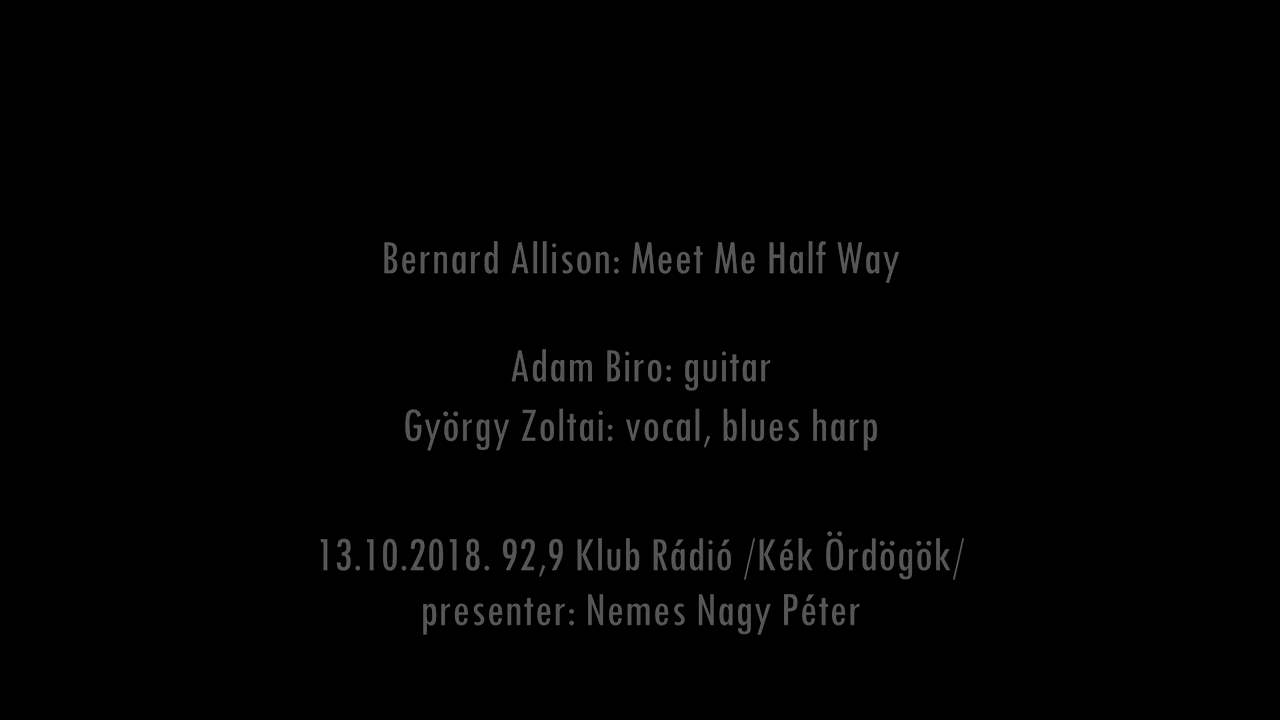 Bernard Allison: Meet Me Half Way
Adam Biro: guitar
György Zoltai: vocal, blues harp
13.10.2018. 92,9 Klub Rádió /Kék Ördögök/
presenter: Nemes Nagy Péter